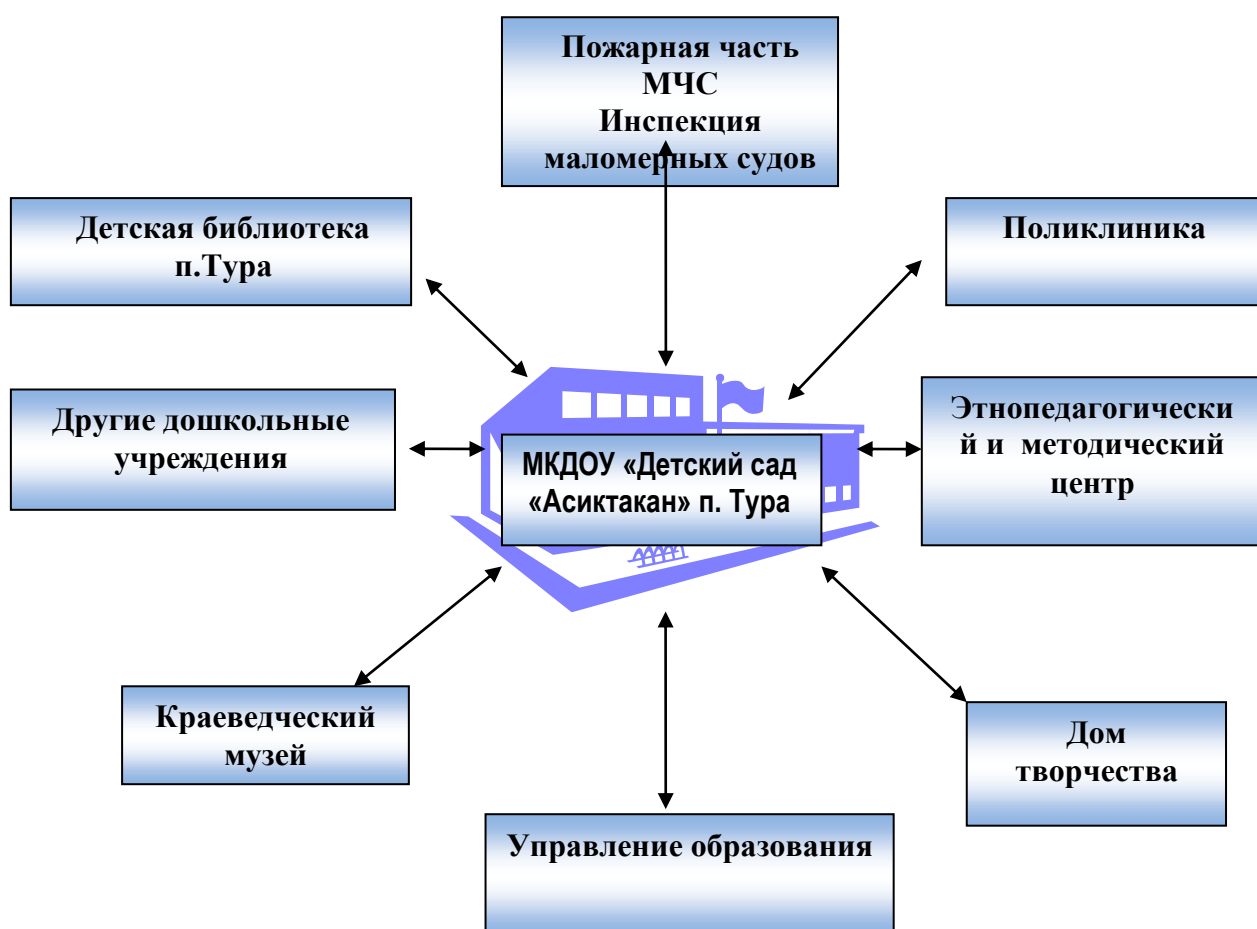 Пожарная часть
МЧС
Инспекция
маломерных судов
Детская библиотека
п.Тура
Поликлиника
Другие дошкольные
учреждения
МКДОУ «Детский сад
«Асиктакан» п. Тура
Этнопедагогически
й и методический
центр
Краеведческий
музей
Дом
творчества
Управление образования